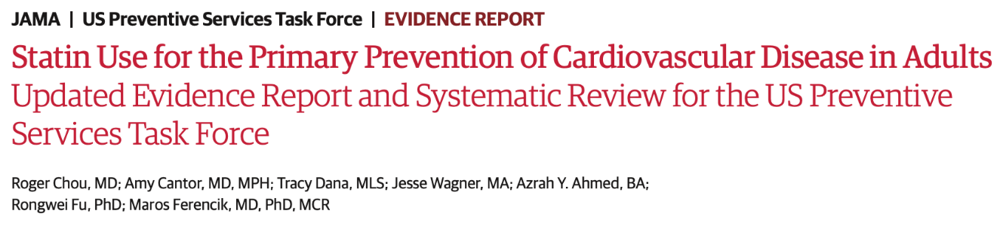 JAMA | US Preventive Services Task Force | EVIDENCE REPORT
Statin Use for the Primary Prevention of Cardiovascular Disease in Adults
Updated Evidence Report and Systematic Review for the US Preventive
Services Task Force
Roger Chou, MD; Amy Cantor, MD, MPH; Tracy Dana, MLS; Jesse Wagner, MA; Azrah Y. Ahmed, BA;
Rongwei Fu, PhD; Maros Ferencik, MD, PhD, MCR